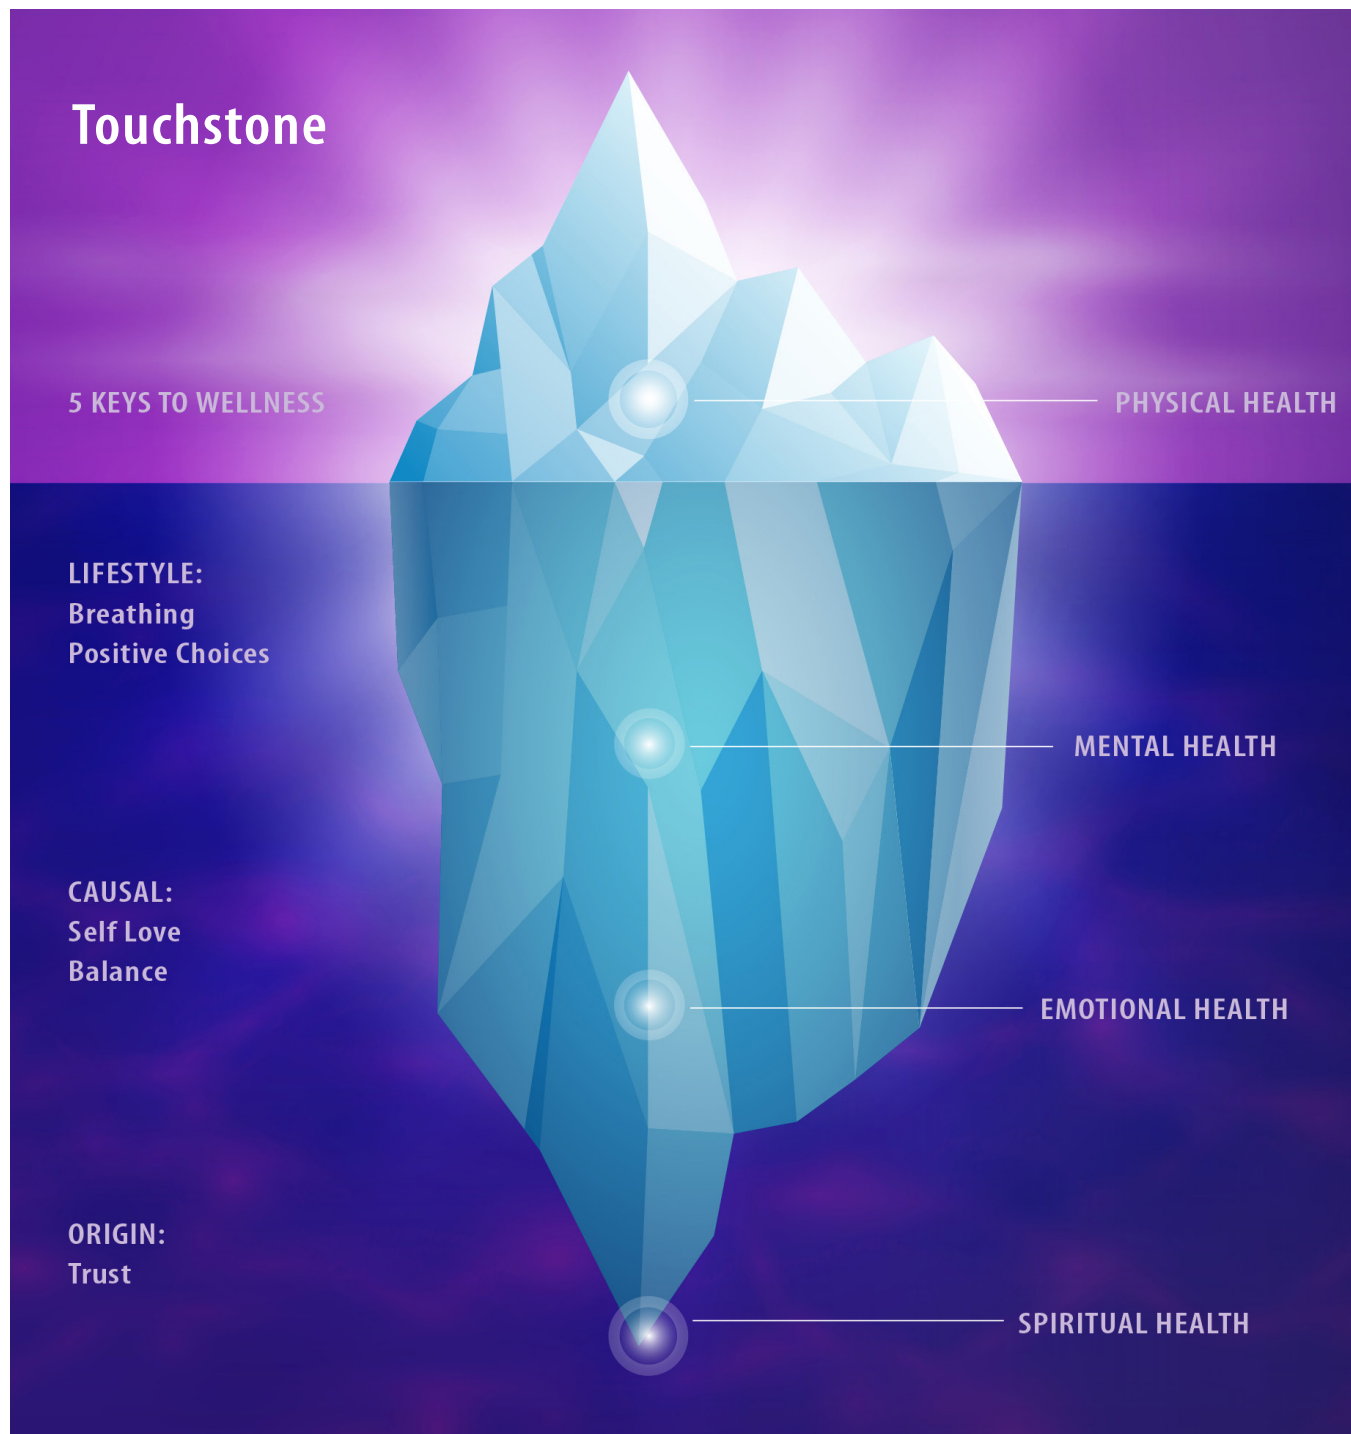 Touchstone
5 KEYS TO WELLNESS
PHYSICAL HEALTH
LIFESTYLE:
Breathing
Positive Choices
MENTAL HEALTH
CAUSAL:
Self Love
Balance
EMOTIONAL HEALTH
ORIGIN:
Trust
SPIRITUAL HEALTH